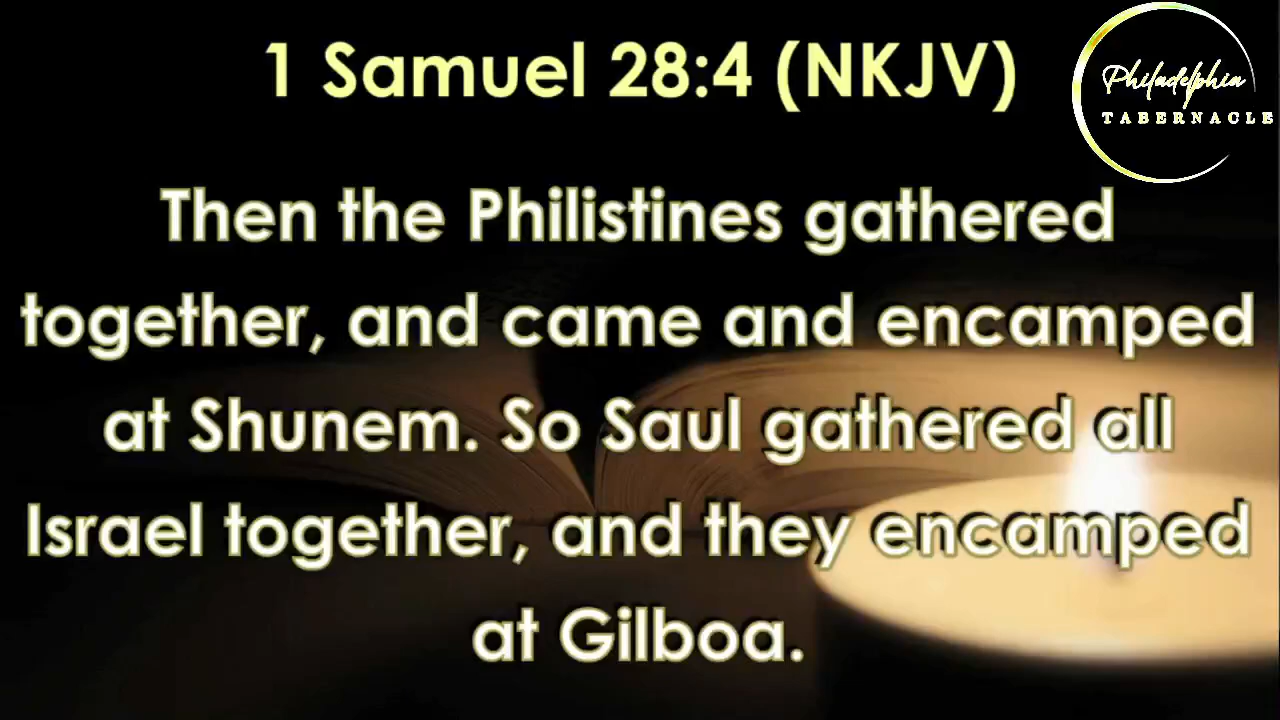 1 Samuel 28:4 (NKJV)
Philadelphia
TABERNACLE
Then the Philistines gathered
together, and came and encamped
at Shunem. So Saul gathered all
Israel together, and they encamped
at Gilboa.